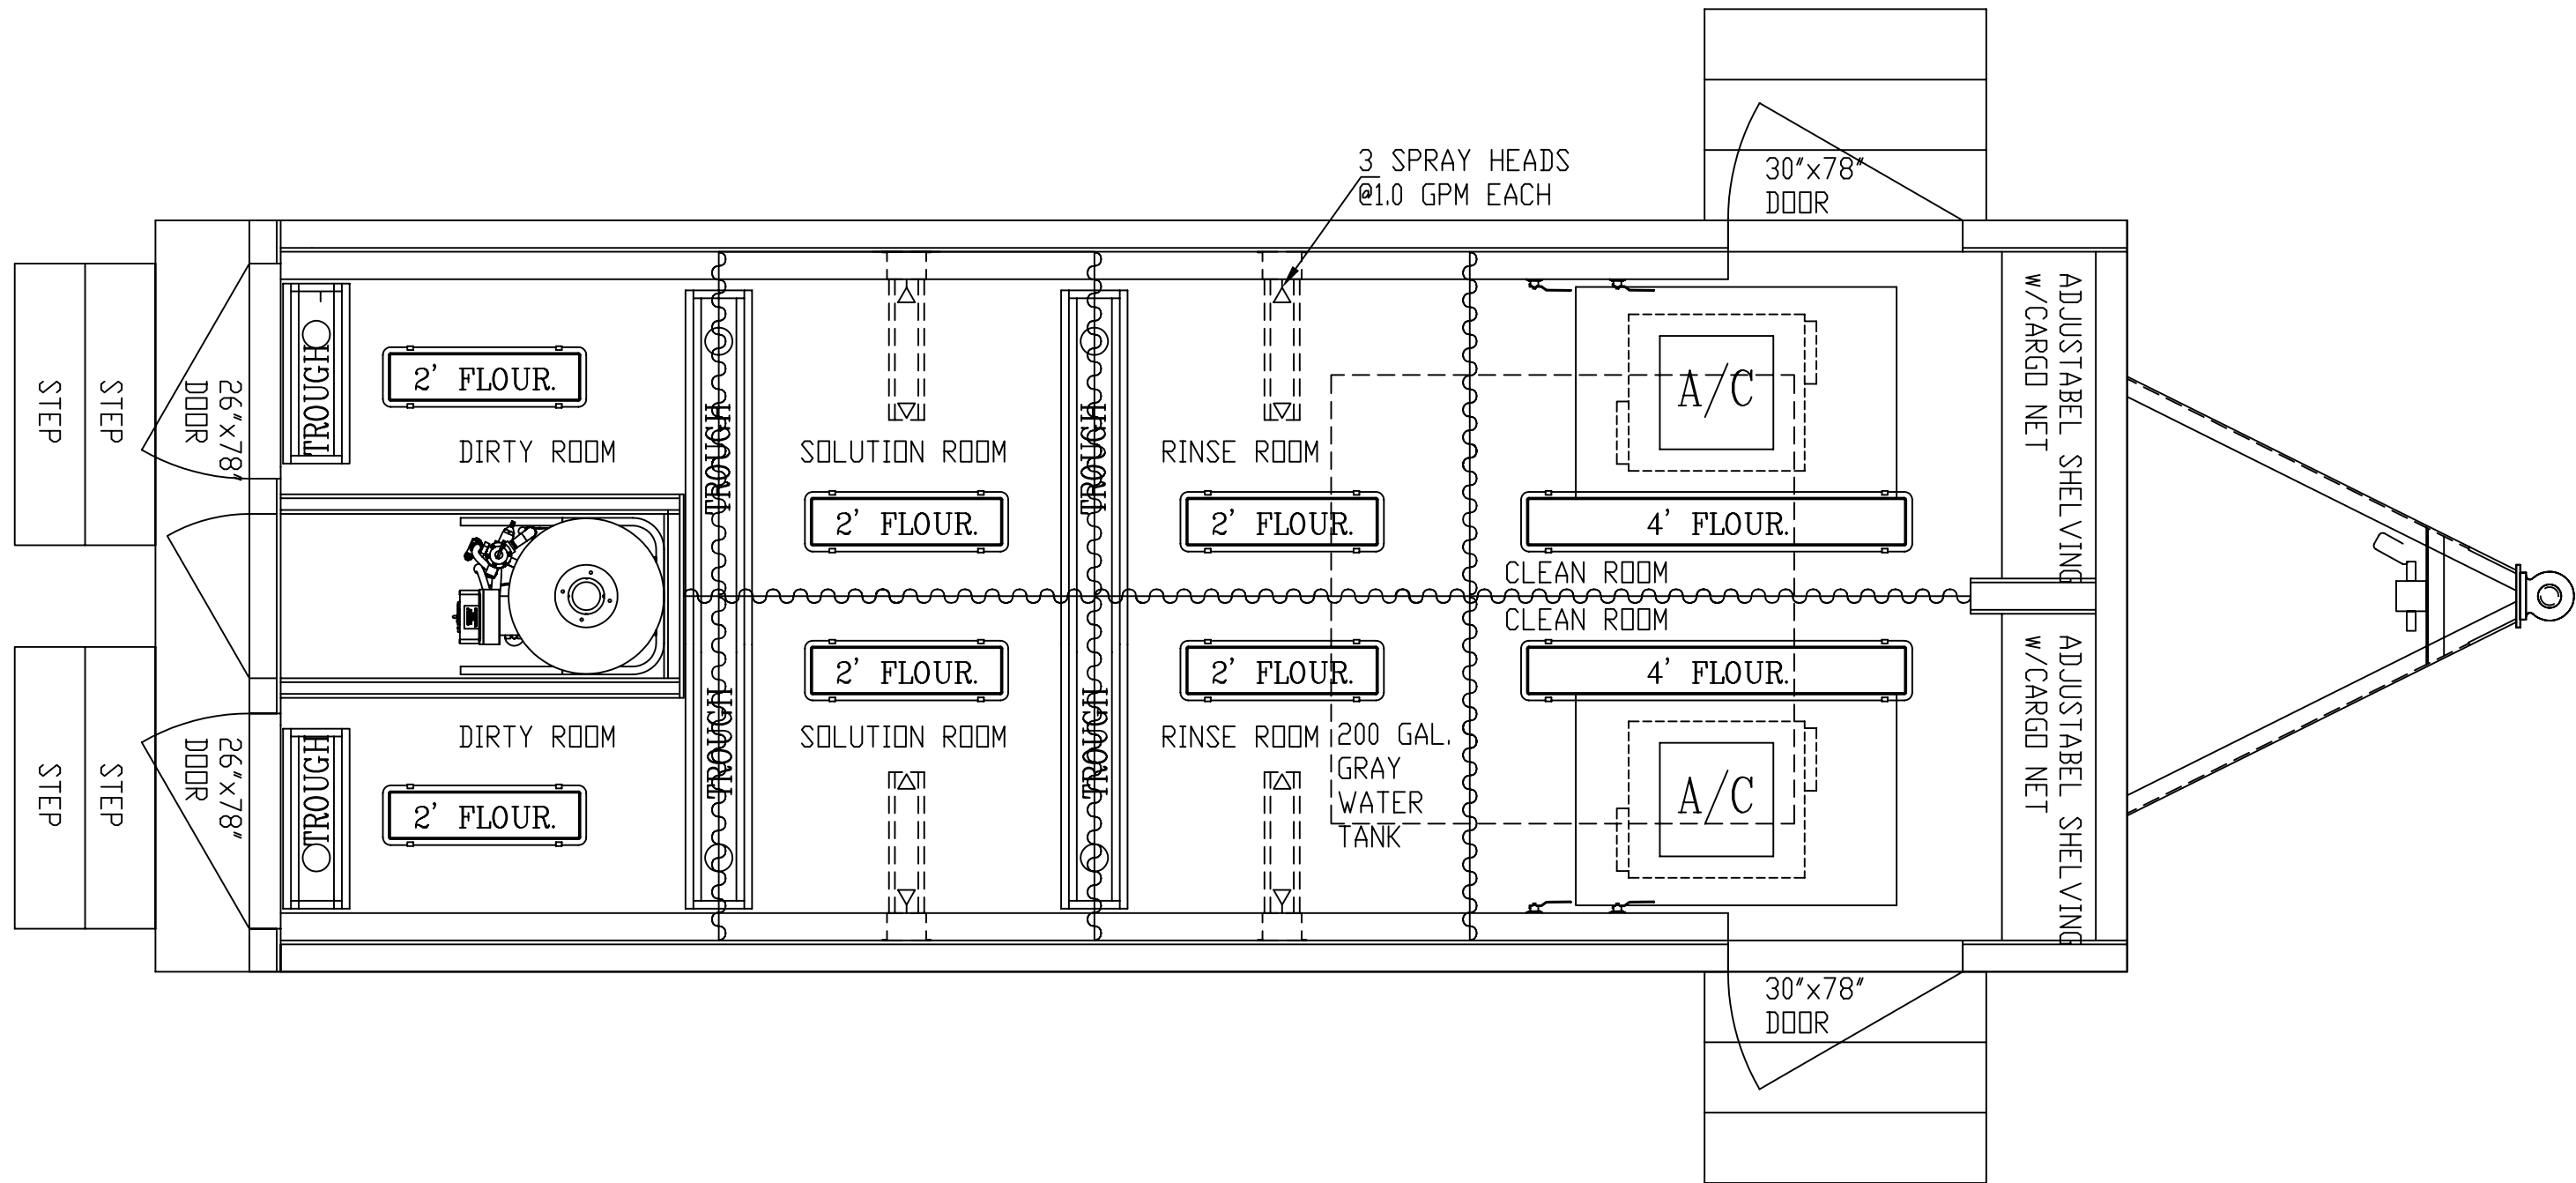 3 SPRAY HEADS
@1.0 GPM EACH
30"x78"
DOOR
STEP
STEP
26"x78"
DOOR
TROUGH
2' FLOUR.
DIRTY ROOM
TROUGH
SOLUTION ROOM
2' FLOUR.
TROUGH
RINSE ROOM
2' FLOUR.
A/C
4' FLOUR.
CLEAN ROOM
ADJUSTABEL SHELVING
W/CARGO NET
CLEAN ROOM
4' FLOUR.
2' FLOUR.
2' FLOUR.
STEP
STEP
26"x78"
DOOR
TROUGH
DIRTY ROOM
2' FLOUR.
TROUGH
SOLUTION ROOM
TROUGH
RINSE ROOM
200 GAL.
GRAY
WATER
TANK
A/C
ADJUSTABEL SHELVING
W/CARGO NET
30"x78"
DOOR